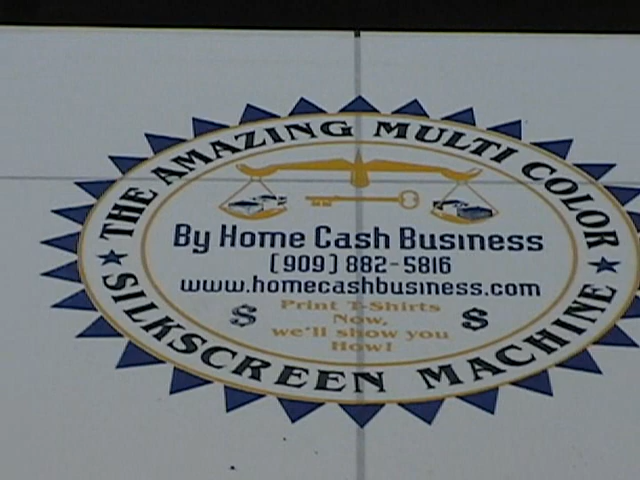 THE AMAZING MULTI COLOR
By Home Cash Business
(909) 882-5816
www.homecashbusiness.com
$ $
Print T-Shirts
Now,
we'll show you
How!
SILKSCREEN MACHINE